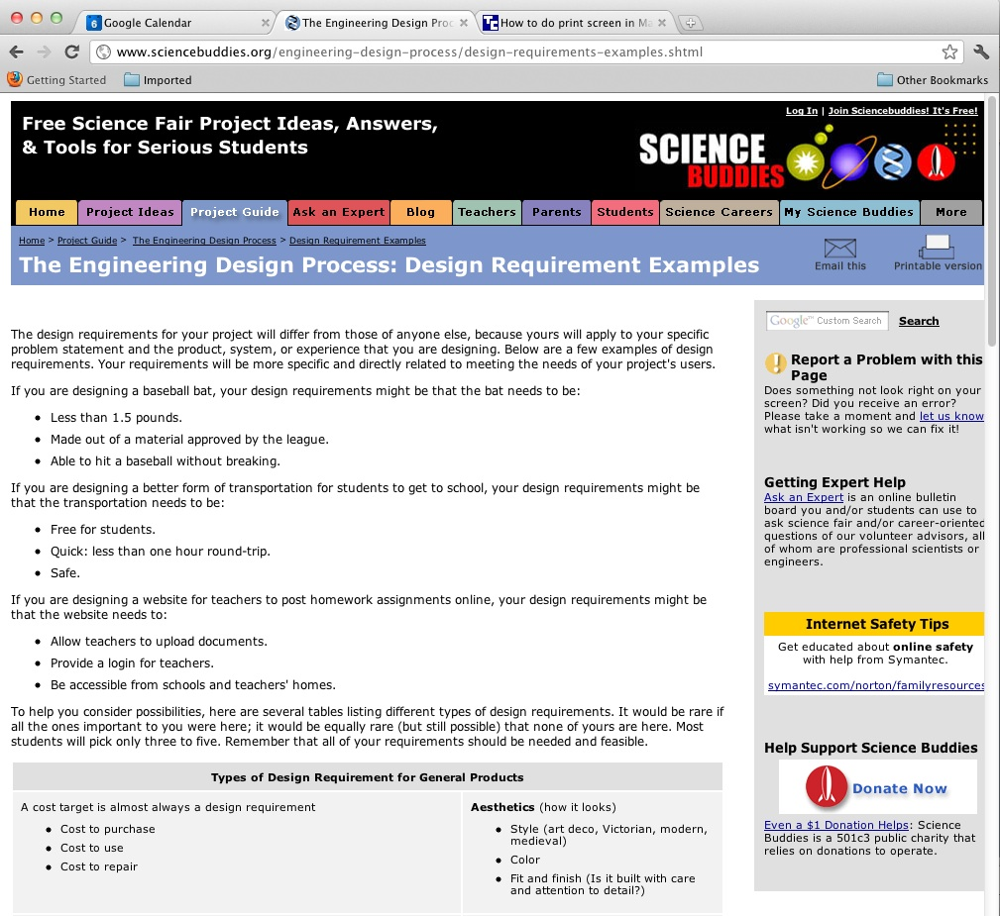 6 Google Calendar
The Engineering Design Proc
TC How to do print screen in Ma
www.sciencebuddies.org/engineering-design-process/design-requirements-examples.shtml
Getting Started
Imported
Other Bookmarks
Log In | Join Sciencebuddies! It's Free!
Free Science Fair Project Ideas, Answers,
& Tools for Serious Students
SCIENCE
BUDDIES
Home Project Ideas Project Guide Ask an Expert Blog Teachers Parents Students Science Careers My Science Buddies More
Home > Project Guide > The Engineering Design Process > Design Requirement Examples
The Engineering Design Process: Design Requirement Examples
Email this
Printable version
The design requirements for your project will differ from those of anyone else, because yours will apply to your specific
problem statement and the product, system, or experience that you are designing. Below are a few examples of design
requirements. Your requirements will be more specific and directly related to meeting the needs of your project's users.
If you are designing a baseball bat, your design requirements might be that the bat needs to be:
• Less than 1.5 pounds.
• Made out of a material approved by the league.
• Able to hit a baseball without breaking.
If you are designing a better form of transportation for students to get to school, your design requirements might be
that the transportation needs to be:
• Free for students.
• Quick: less than one hour round-trip.
• Safe.
If you are designing a website for teachers to post homework assignments online, your design requirements might be
that the website needs to:
• Allow teachers to upload documents.
• Provide a login for teachers.
• Be accessible from schools and teachers' homes.
To help you consider possibilities, here are several tables listing different types of design requirements. It would be rare if
all the ones important to you were here; it would be equally rare (but still possible) that none of yours are here. Most
students will pick only three to five. Remember that all of your requirements should be needed and feasible.
Types of Design Requirement for General Products
A cost target is almost always a design requirement
• Cost to purchase
• Cost to use
• Cost to repair
Aesthetics (how it looks)
• Style (art deco, Victorian, modern,
medieval)
• Color
• Fit and finish (Is it built with care
and attention to detail?)
Google™ Custom Search Search
Report a Problem with this
Page
Does something not look right on your
screen? Did you receive an error?
Please take a moment and let us know
what isn't working so we can fix it!
Getting Expert Help
Ask an Expert is an online bulletin
board you and/or students can use to
ask science fair and/or career-oriented
questions of our volunteer advisors, all
of whom are professional scientists or
engineers.
Internet Safety Tips
Get educated about online safety
with help from Symantec.
symantec.com/norton/familyresources
Help Support Science Buddies
Donate Now
Even a $1 Donation Helps: Science
Buddies is a 501c3 public charity that
relies on donations to operate.